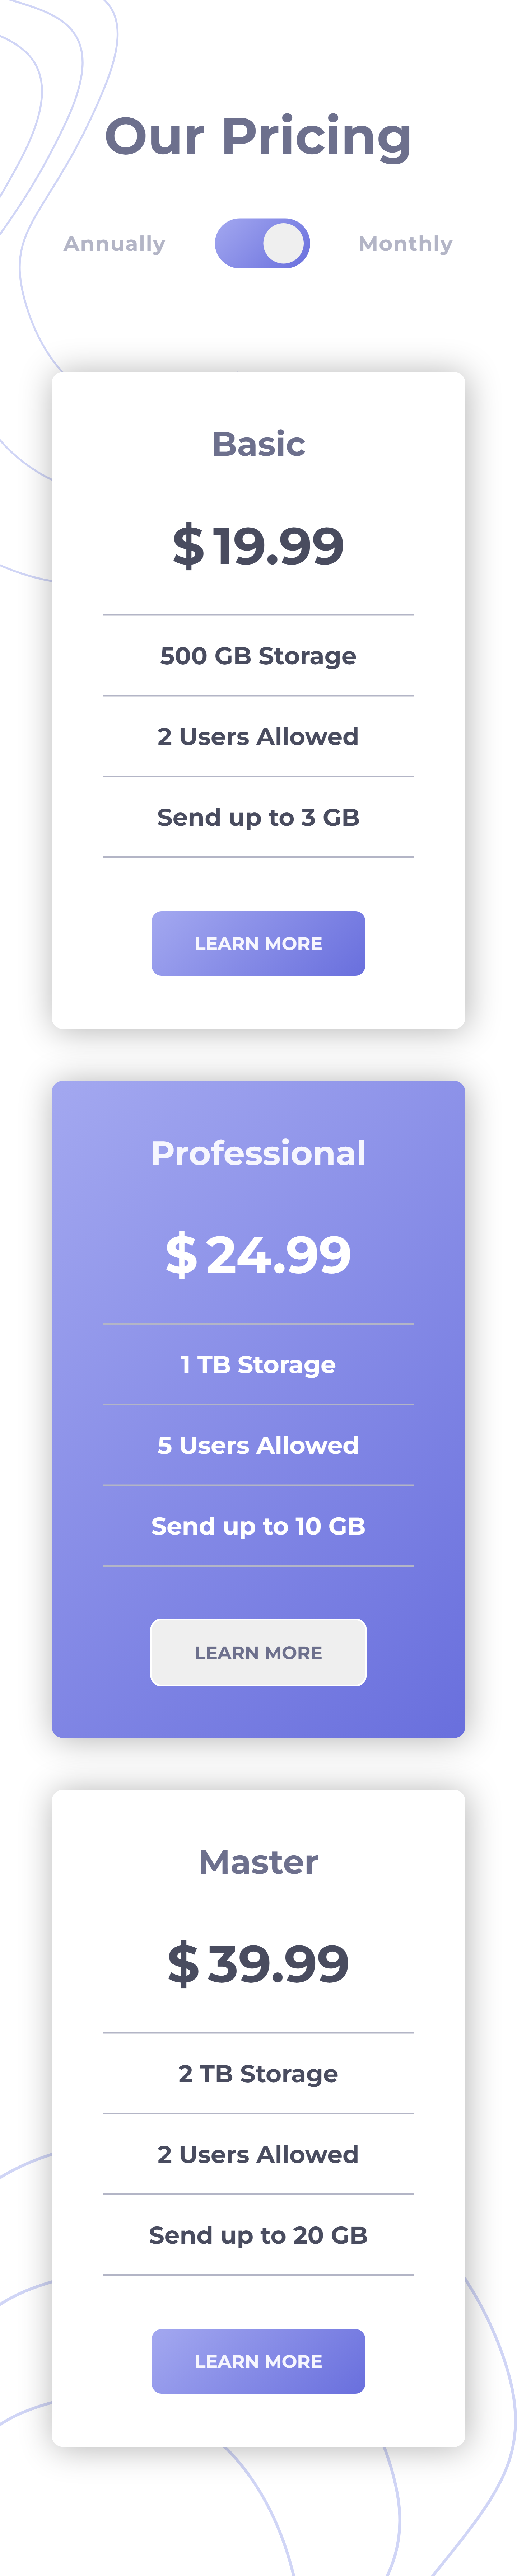 Our Pricing
Annually Monthly
Basic
$ 19.99
500 GB Storage
2 Users Allowed
Send up to 3 GB
LEARN MORE
Professional
$ 24.99
1 TB Storage
5 Users Allowed
Send up to 10 GB
LEARN MORE
Master
$ 39.99
2 TB Storage
2 Users Allowed
Send up to 20 GB
LEARN MORE